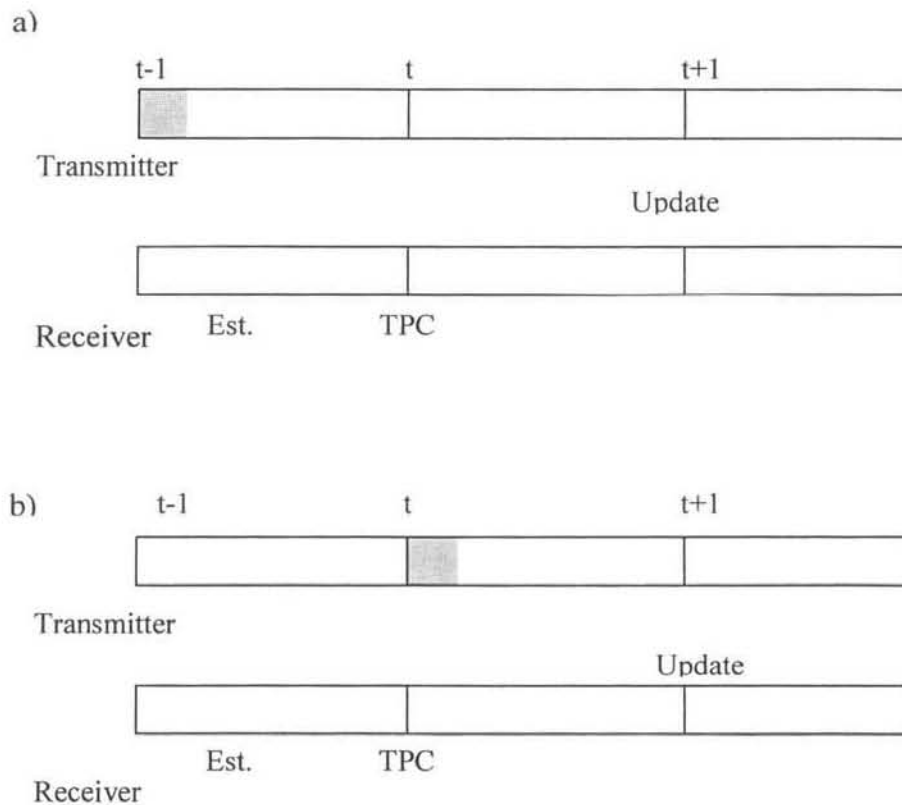 a)
t-1 t t+1
Transmitter
Update
Est. TPC
Receiver
b)
t-1 t t+1
Transmitter
Update
Est. TPC
Receiver